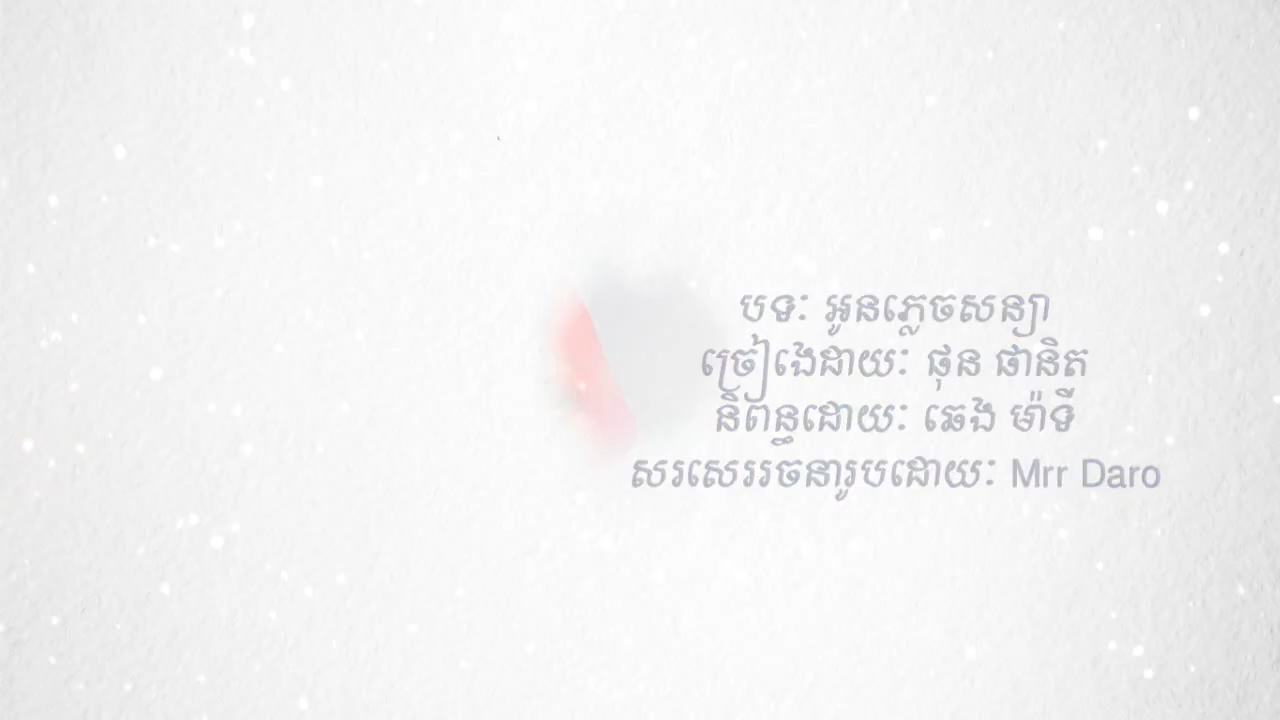 បទៈ អូនភ្លេចសន្យា
ច្រៀងដោយៈ ផុន ផានិត
និពន្ធដោយៈ ឆេង ម៉ាទី
សរសេររចនារូបដោយៈ Mrr Daro